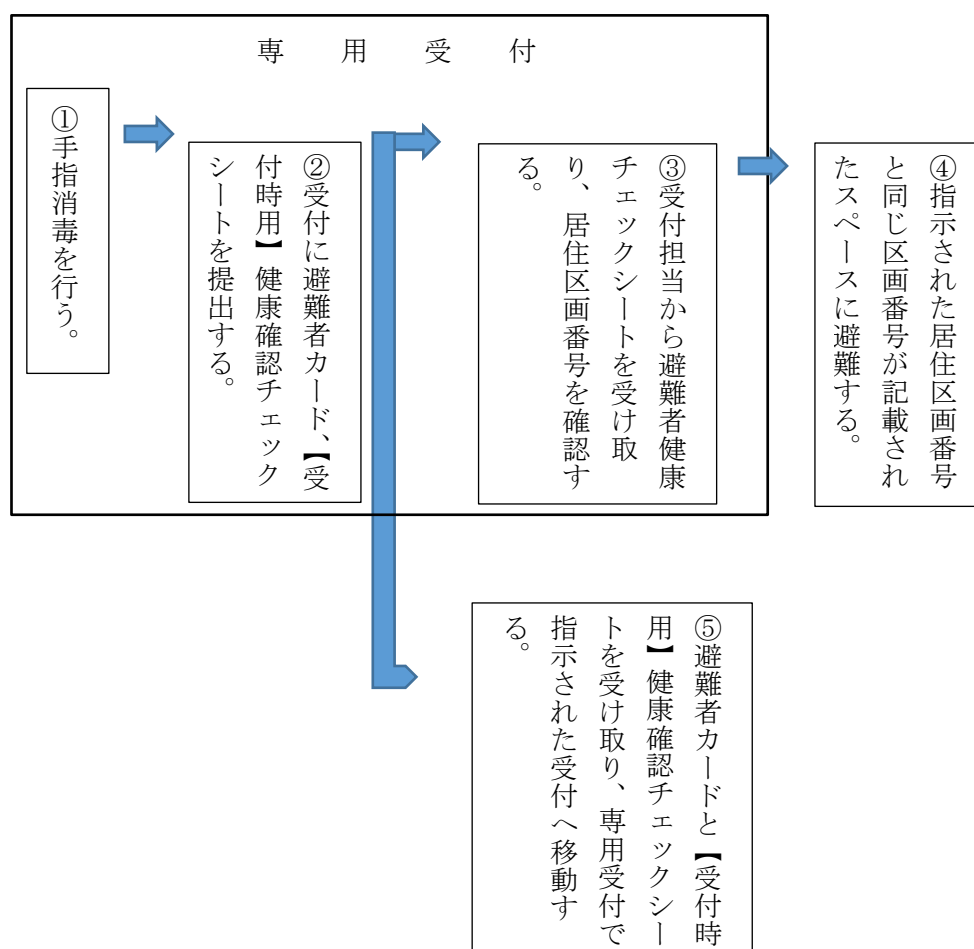 専用受付
①手指消毒を行う。
②受付に避難者カード、【受
付時用】健康確認チェック
シートを提出する。
③受付担当から避難者健康
チェックシートを受け取
り、居住区画番号を確認す
る。
④指示された居住区画番号
と同じ区画番号が記載され
たスペースに避難する。
⑤避難者カードと【受付時
用】健康確認チェックシー
トを受け取り、専用受付で
指示された受付へ移動す
る。